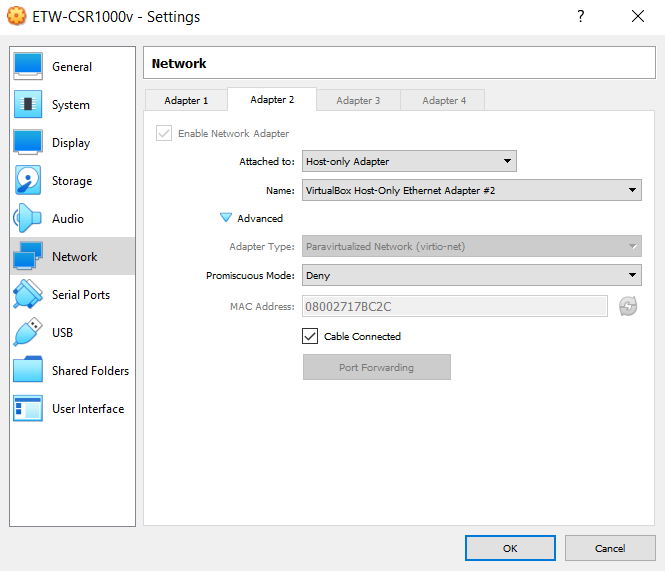 ETW-CSR1000v - Settings
?
General
System
Display
Storage
Audio
Network
Serial Ports
USB
Shared Folders
User Interface
Network
Adapter 1
Adapter 2
Adapter 3
Adapter 4
Enable Network Adapter
Attached to: Host-only Adapter
Name: VirtualBox Host-Only Ethernet Adapter #2
Advanced
Adapter Type: Paravirtualized Network (virtio-net)
Promiscuous Mode: Deny
MAC Address: 08002717BC2C
Cable Connected
Port Forwarding
OK
Cancel